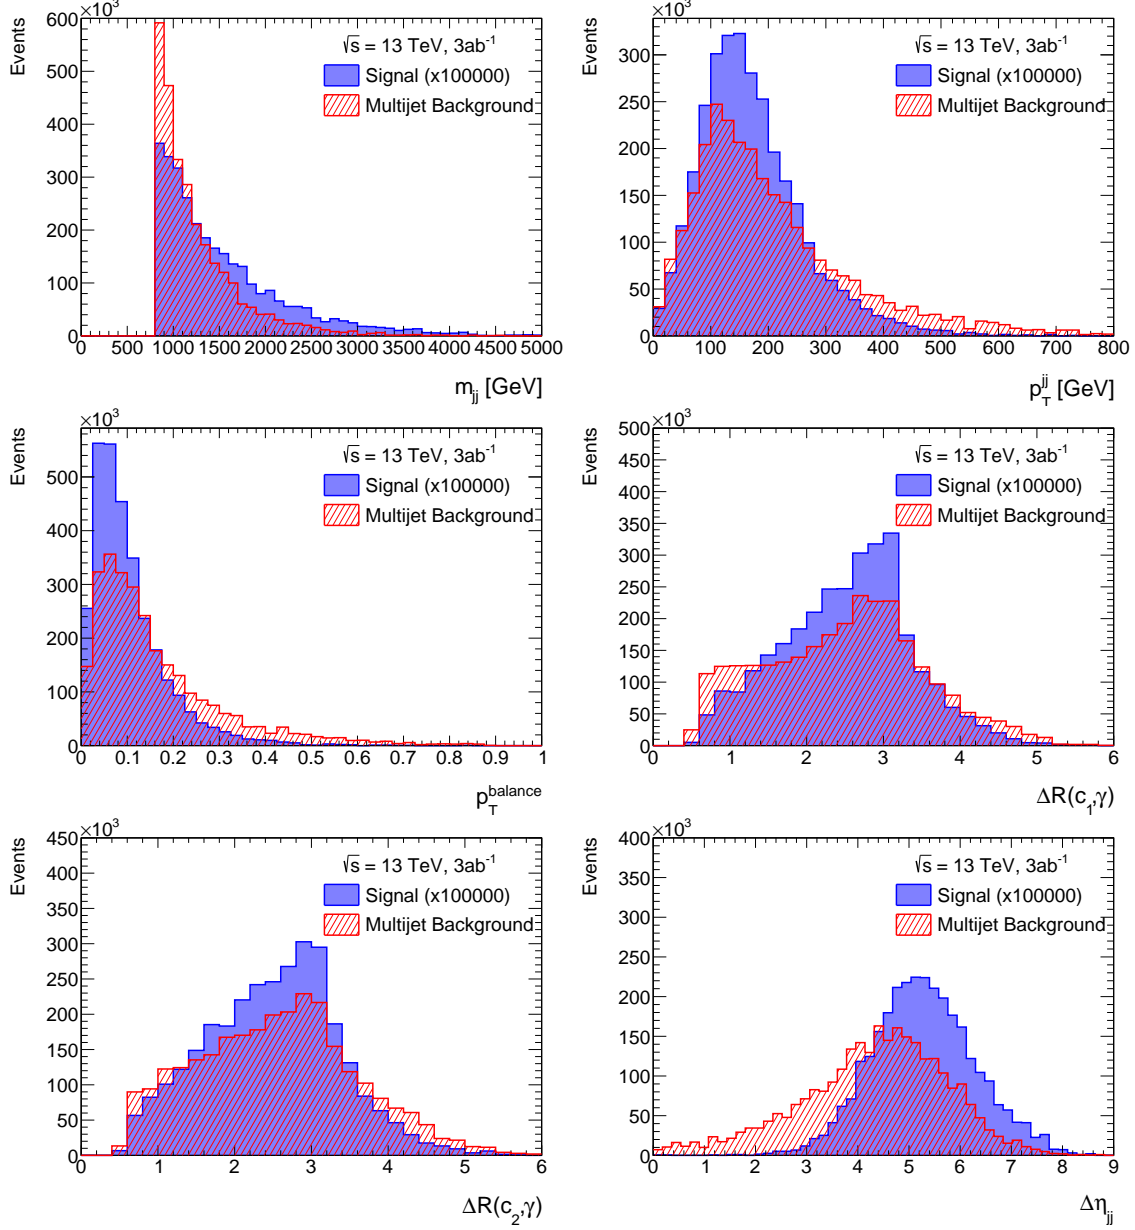 ×10³
Events
600
500
400
300
200
100
0
√s = 13 TeV, 3ab⁻¹
Signal (x100000)
Multijet Background
0 500 1000 1500 2000 2500 3000 3500 4000 4500 5000
m_jj [GeV]
×10³
Events
300
250
200
150
100
50
0
√s = 13 TeV, 3ab⁻¹
Signal (x100000)
Multijet Background
0 100 200 300 400 500 600 700 800
p_T^jj [GeV]
×10³
Events
500
400
300
200
100
0
√s = 13 TeV, 3ab⁻¹
Signal (x100000)
Multijet Background
0 0.1 0.2 0.3 0.4 0.5 0.6 0.7 0.8 0.9 1
p_T^balance
×10³
Events
500
450
400
350
300
250
200
150
100
50
0
√s = 13 TeV, 3ab⁻¹
Signal (x100000)
Multijet Background
0 1 2 3 4 5 6
ΔR(c₁,γ)
×10³
Events
450
400
350
300
250
200
150
100
50
0
√s = 13 TeV, 3ab⁻¹
Signal (x100000)
Multijet Background
0 1 2 3 4 5 6
ΔR(c₂,γ)
×10³
Events
400
350
300
250
200
150
100
50
0
√s = 13 TeV, 3ab⁻¹
Signal (x100000)
Multijet Background
0 1 2 3 4 5 6 7 8 9
Δη_jj